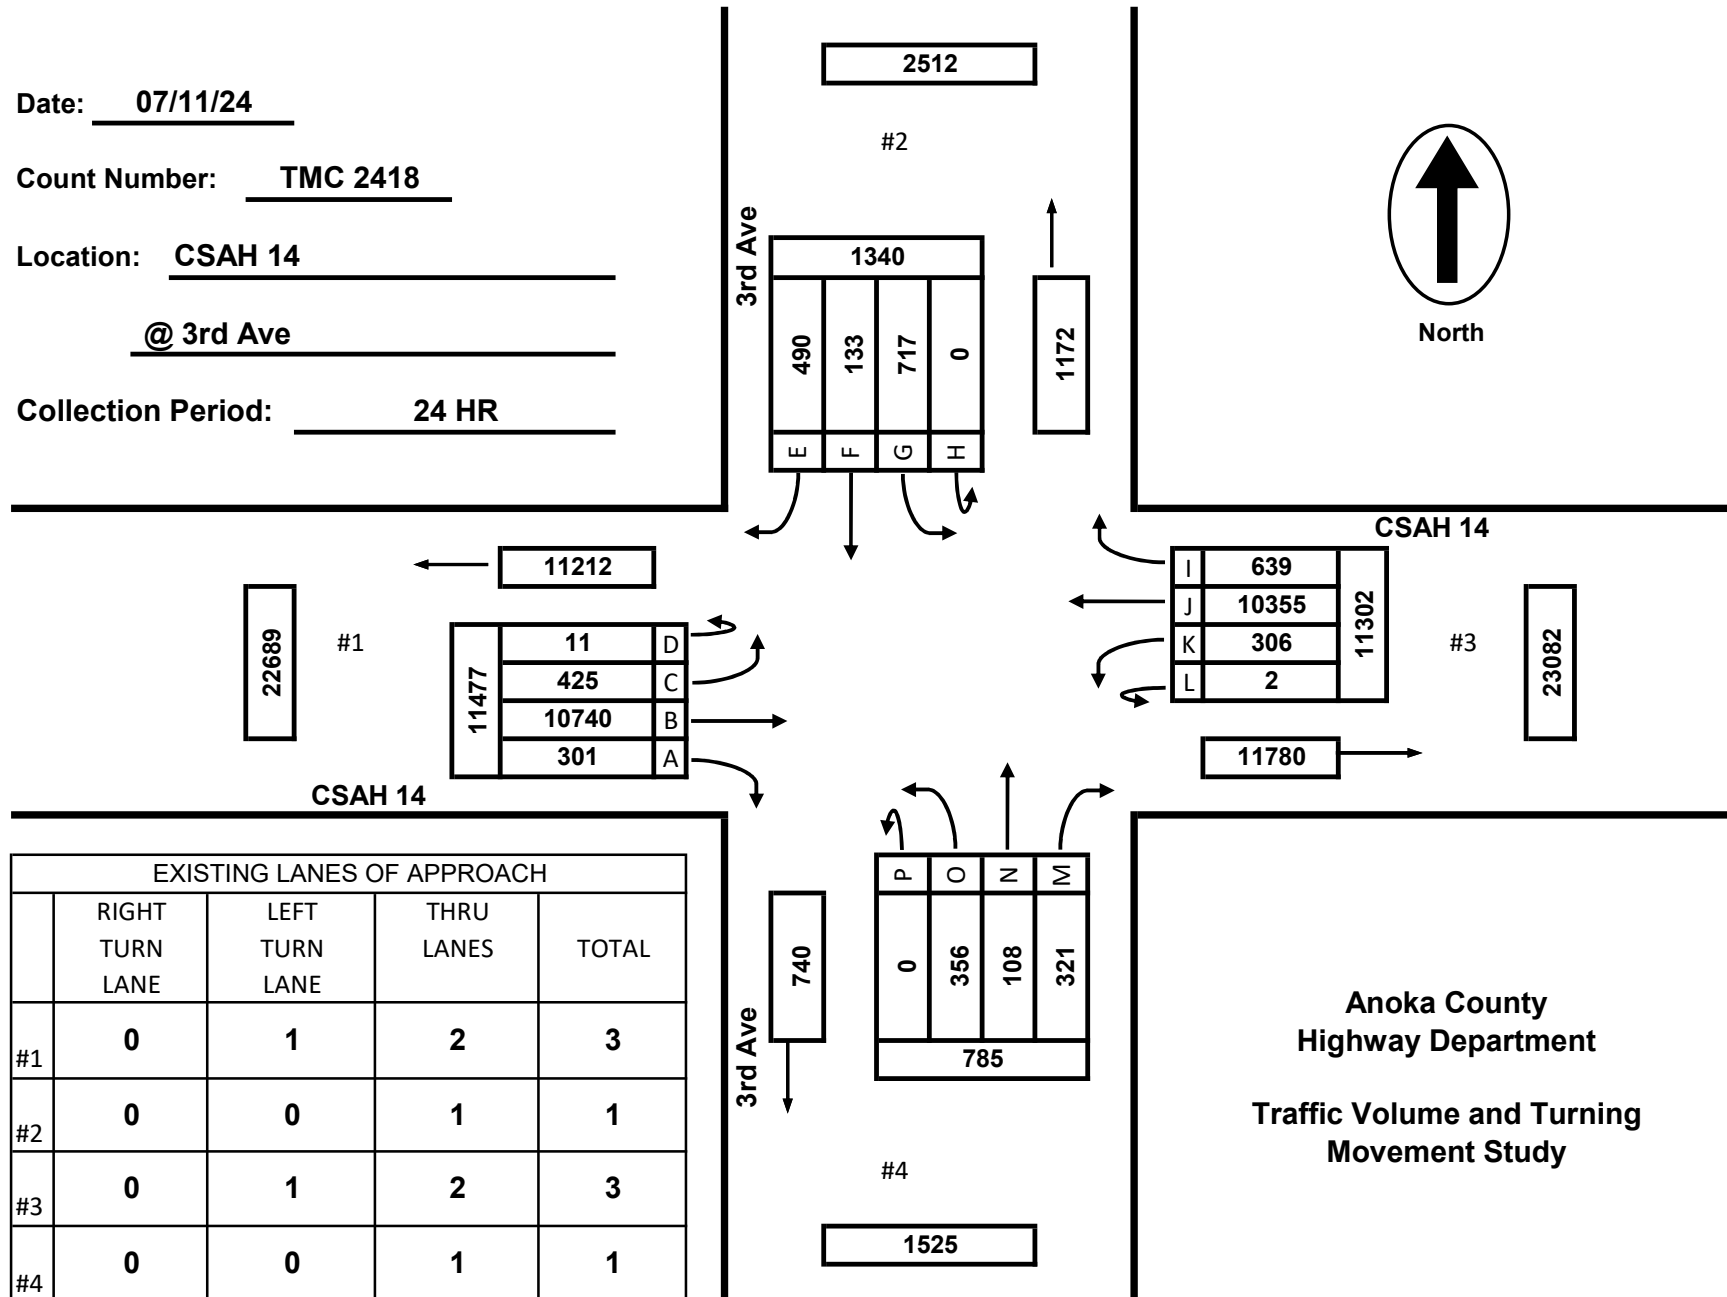 Date: 07/11/24
Count Number: TMC 2418
Location: CSAH 14
@ 3rd Ave
Collection Period: 24 HR
2512
#2
3rd Ave
1340
490 133 717 0
E F G H
1172
North
CSAH 14
11212
22689
#1
11477
11 D
425 C
10740 B
301 A
CSAH 14
I 639
J 10355
K 306
L 2
11302
#3
23082
11780
P O N M
0 356 108 321
785
740
3rd Ave
#4
1525
EXISTING LANES OF APPROACH
RIGHT LEFT THRU
TURN TURN LANES TOTAL
LANE LANE
#1 0 1 2 3
#2 0 0 1 1
#3 0 1 2 3
#4 0 0 1 1
Anoka County
Highway Department
Traffic Volume and Turning
Movement Study